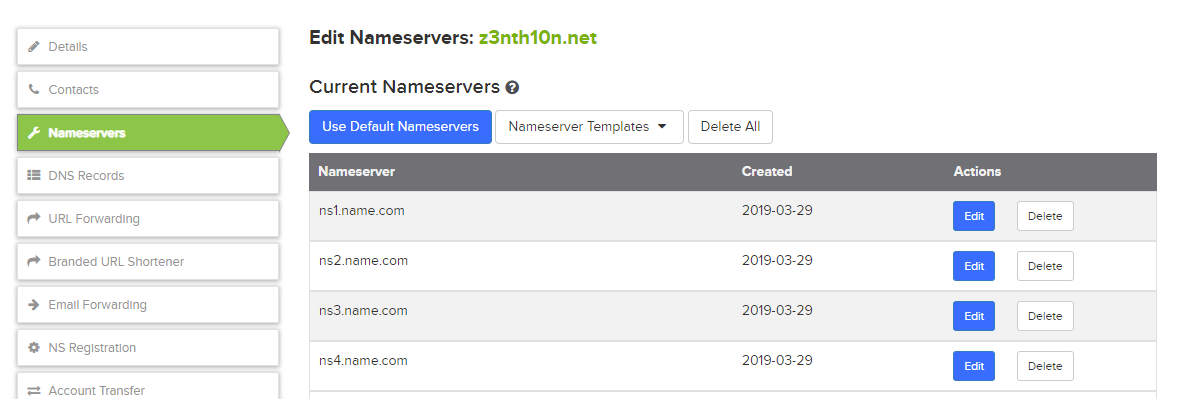 Details
Contacts
Nameservers
DNS Records
URL Forwarding
Branded URL Shortener
Email Forwarding
NS Registration
Account Transfer
Edit Nameservers: z3nth10n.net
Current Nameservers ?
Use Default Nameservers Nameserver Templates Delete All
Nameserver Created Actions
ns1.name.com 2019-03-29 Edit Delete
ns2.name.com 2019-03-29 Edit Delete
ns3.name.com 2019-03-29 Edit Delete
ns4.name.com 2019-03-29 Edit Delete